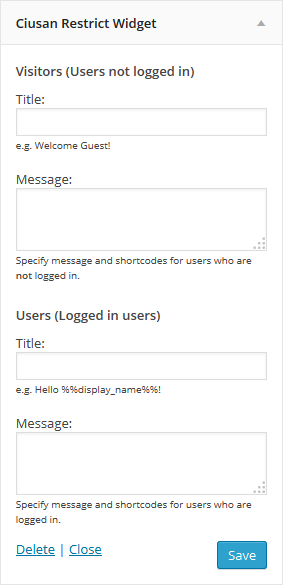 Ciusan Restrict Widget
Visitors (Users not logged in)
Title:
e.g. Welcome Guest!
Message:
Specify message and shortcodes for users who are
not logged in.
Users (Logged in users)
Title:
e.g. Hello %%display_name%%!
Message:
Specify message and shortcodes for users who are
logged in.
Delete | Close
Save